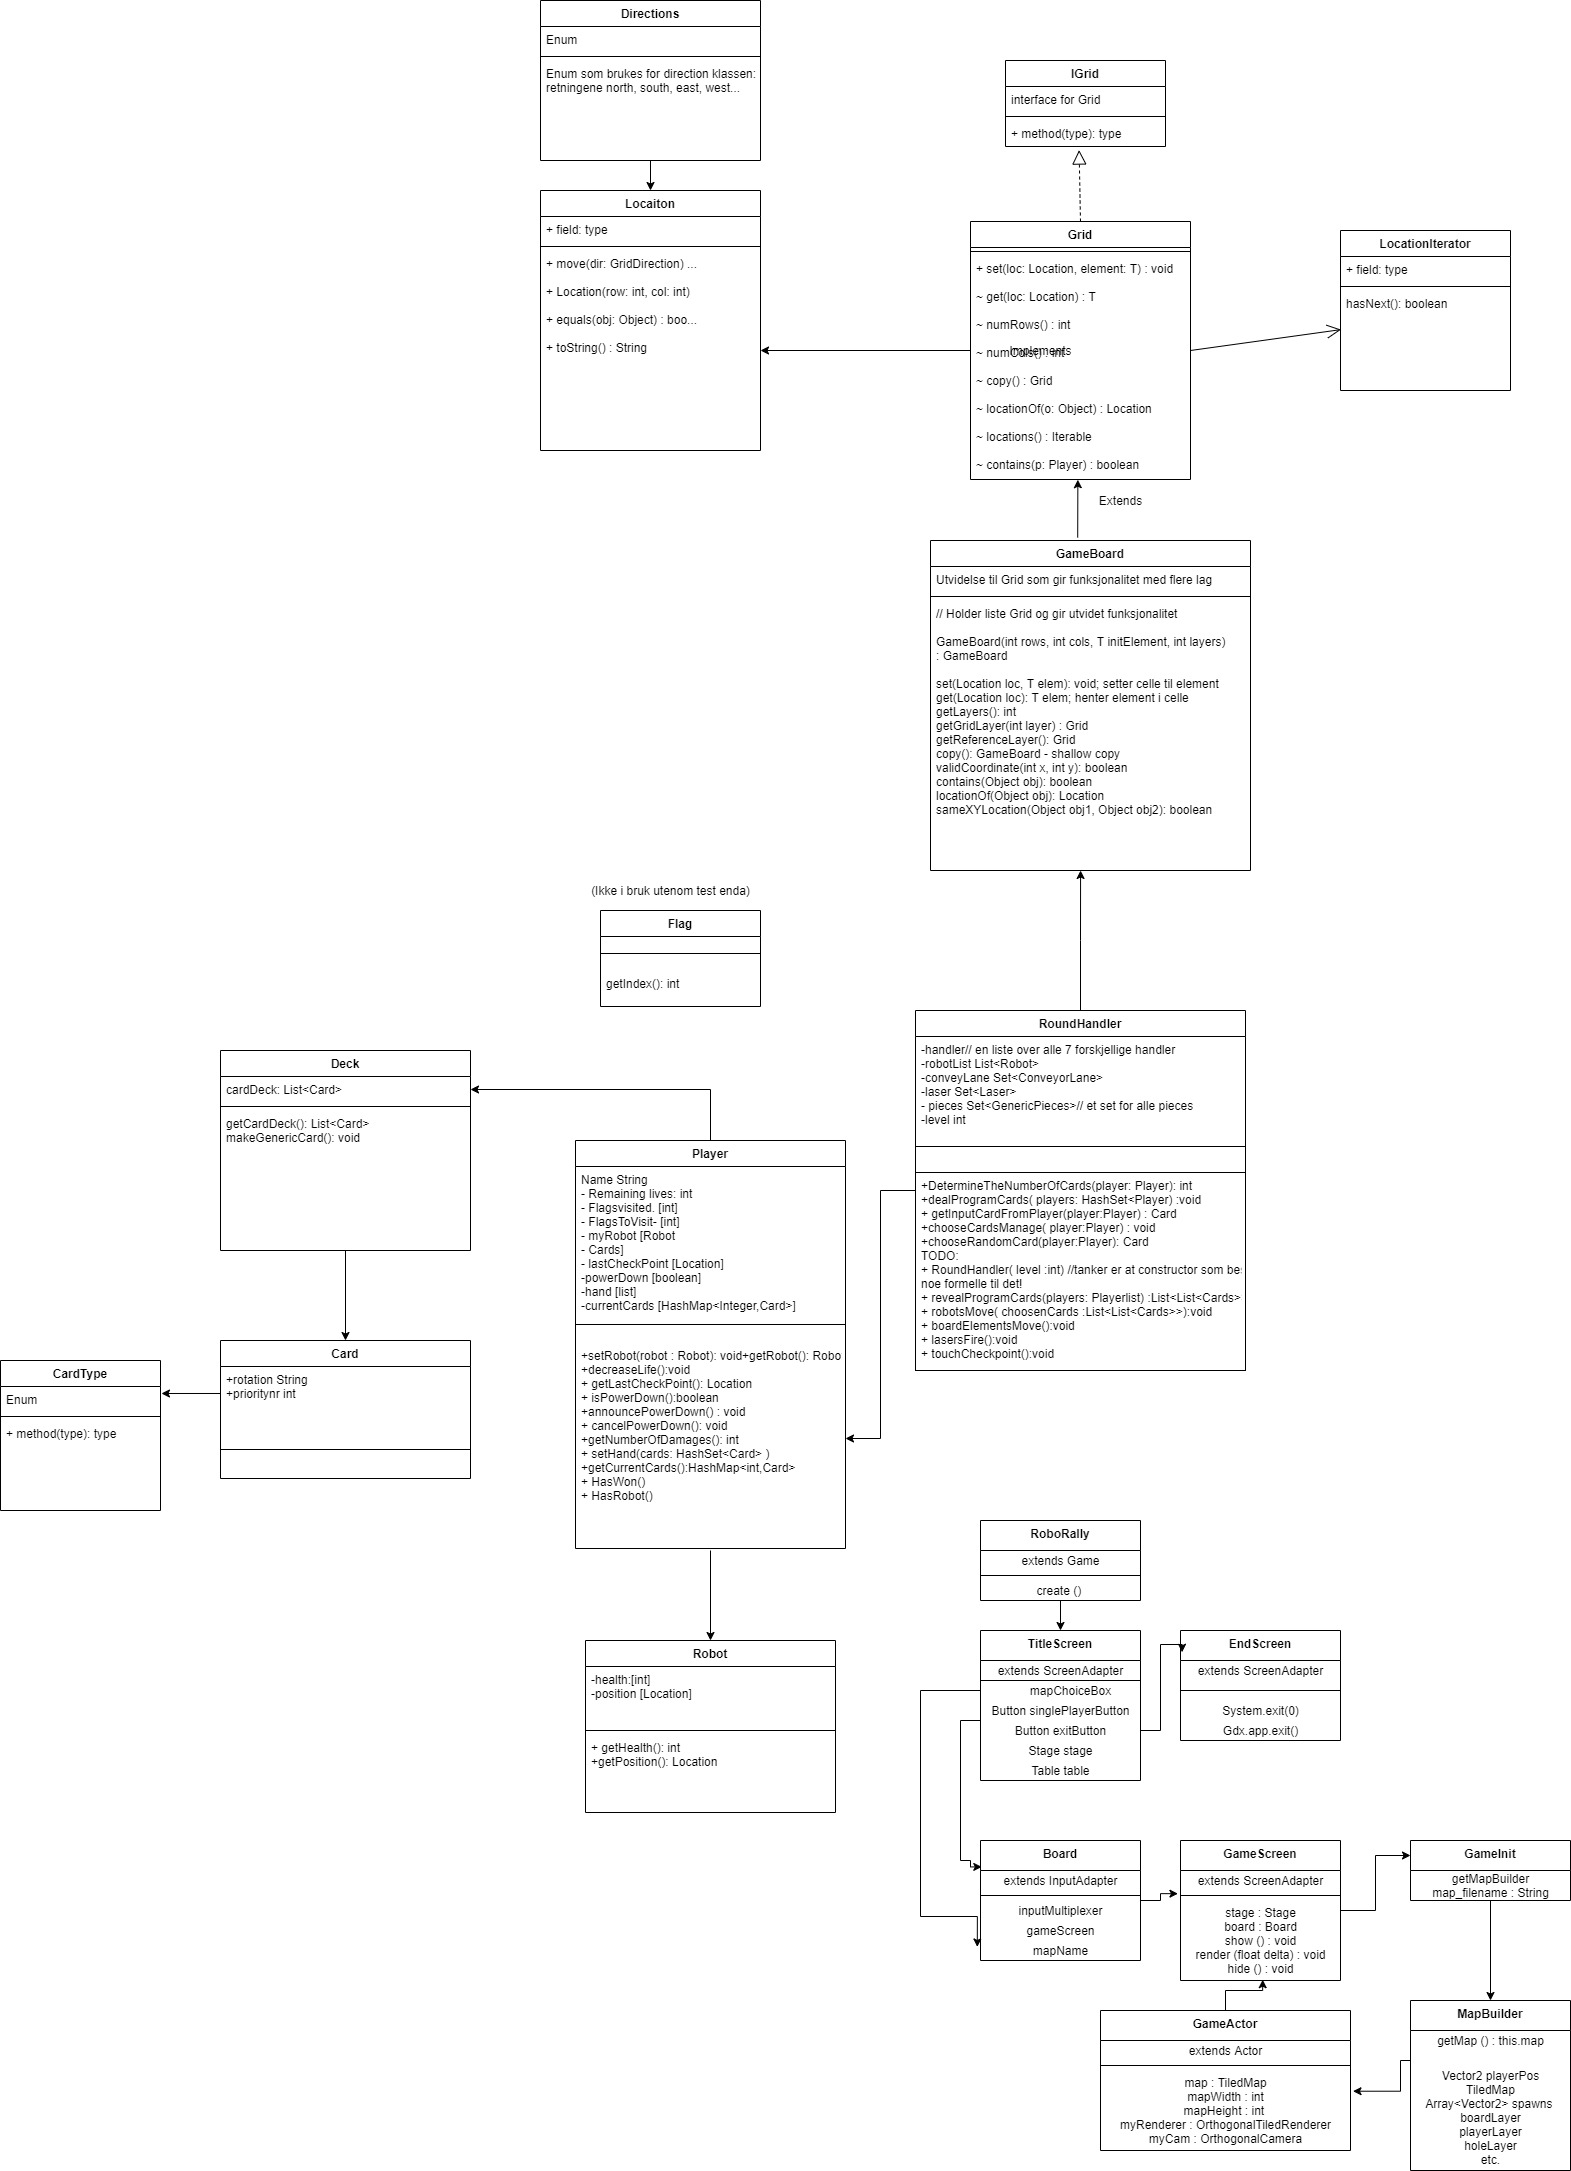 Directions
Enum
Enum som brukes for direction klassen:
retningene north, south, east, west...
IGrid
interface for Grid
+ method(type): type
Locaiton
+ field: type
+ move(dir: GridDirection) ...
+ Location(row: int, col: int)
+ equals(obj: Object) : boo...
+ toString() : String
Grid
+ set(loc: Location, element: T) : void
~ get(loc: Location) : T
~ numRows() : int
~ numCols() : int
Implements
~ copy() : Grid
~ locationOf(o: Object) : Location
~ locations() : Iterable
~ contains(p: Player) : boolean
LocationIterator
+ field: type
hasNext(): boolean
Extends
GameBoard
Utvidelse til Grid som gir funksjonalitet med flere lag
// Holder liste Grid og gir utvidet funksjonalitet
GameBoard(int rows, int cols, T initElement, int layers)
: GameBoard
set(Location loc, T elem): void; setter celle til element
get(Location loc): T elem; henter element i celle
getLayers(): int
getGridLayer(int layer) : Grid
getReferenceLayer(): Grid
copy(): GameBoard - shallow copy
validCoordinate(int x, int y): boolean
contains(Object obj): boolean
locationOf(Object obj): Location
sameXYLocation(Object obj1, Object obj2): boolean
(Ikke i bruk utenom test enda)
Flag
getIndex(): int
RoundHandler
-handler// en liste over alle 7 forskjellige handler
-robotList List<Robot>
-conveyLane Set<ConveyorLane>
-laser Set<Laser>
- pieces Set<GenericPieces>// et set for alle pieces
-level int
+DetermineTheNumberOfCards(player: Player): int
+dealProgramCards( players: HashSet<Player) :void
+ getInputCardFromPlayer(player:Player) : Card
+chooseCardsManage( player:Player) : void
+chooseRandomCard(player:Player): Card
TODO:
+ RoundHandler( level :int) //tanker er at constructor som be
noe formelle til det!
+ revealProgramCards(players: Playerlist) :List<List<Cards>
+ robotsMove( choosenCards :List<List<Cards>>):void
+ boardElementsMove():void
+ lasersFire():void
+ touchCheckpoint():void
Deck
cardDeck: List<Card>
getCardDeck(): List<Card>
makeGenericCard(): void
Player
Name String
- Remaining lives: int
- Flagsvisited. [int]
- FlagsToVisit- [int]
- myRobot [Robot
- Cards]
- lastCheckPoint [Location]
-powerDown [boolean]
-hand [list]
-currentCards [HashMap<Integer,Card>]
+setRobot(robot : Robot): void+getRobot(): Robo
+decreaseLife():void
+ getLastCheckPoint(): Location
+ isPowerDown():boolean
+announcePowerDown() : void
+ cancelPowerDown(): void
+getNumberOfDamages(): int
+ setHand(cards: HashSet<Card> )
+getCurrentCards():HashMap<int,Card>
+ HasWon()
+ HasRobot()
Card
+rotation String
+prioritynr int
CardType
Enum
+ method(type): type
Robot
-health:[int]
-position [Location]
+ getHealth(): int
+getPosition(): Location
RoboRally
extends Game
create ()
TitleScreen
extends ScreenAdapter
mapChoiceBox
Button singlePlayerButton
Button exitButton
Stage stage
Table table
EndScreen
extends ScreenAdapter
System.exit(0)
Gdx.app.exit()
Board
extends InputAdapter
inputMultiplexer
gameScreen
mapName
GameScreen
extends ScreenAdapter
stage : Stage
board : Board
show () : void
render (float delta) : void
hide () : void
GameInit
getMapBuilder
map_filename : String
GameActor
extends Actor
map : TiledMap
mapWidth : int
mapHeight : int
myRenderer : OrthogonalTiledRenderer
myCam : OrthogonalCamera
MapBuilder
getMap () : this.map
Vector2 playerPos
TiledMap
Array<Vector2> spawns
boardLayer
playerLayer
holeLayer
etc.